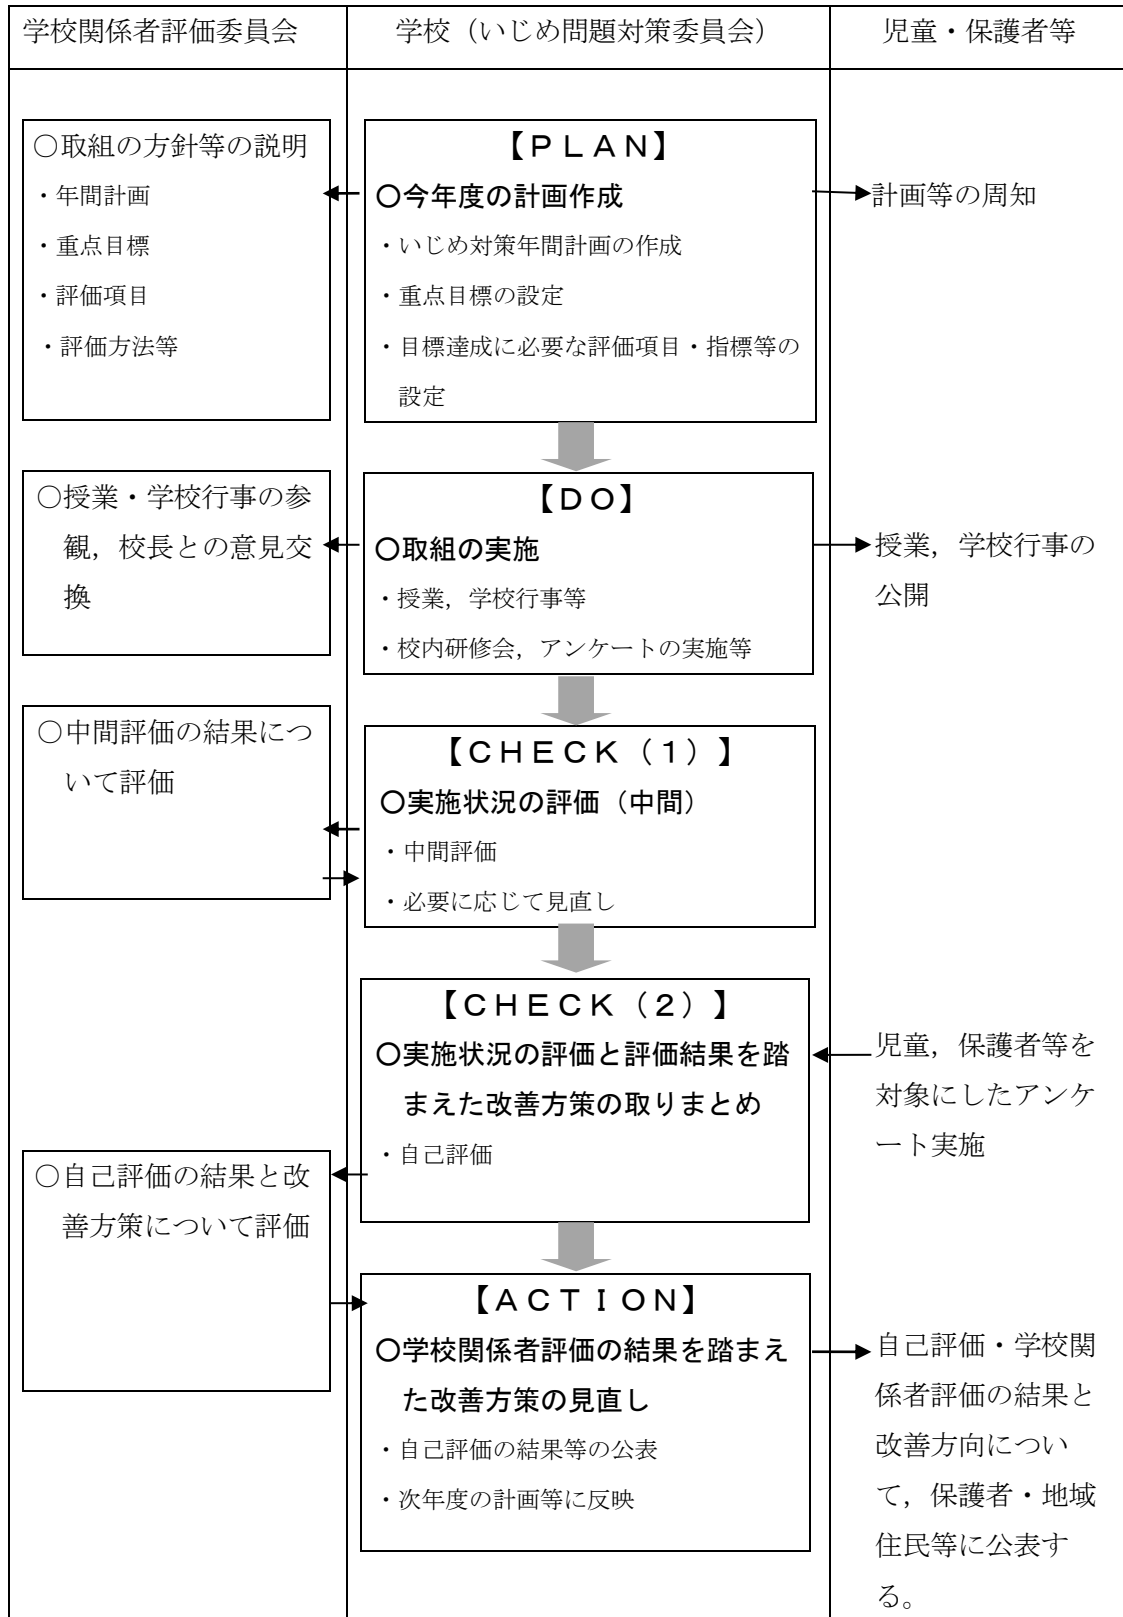 学校関係者評価委員会
学校（いじめ問題対策委員会）
児童・保護者等
○取組の方針等の説明
・年間計画
・重点目標
・評価項目
・評価方法等
【ＰＬＡＮ】
○今年度の計画作成
・いじめ対策年間計画の作成
・重点目標の設定
・目標達成に必要な評価項目・指標等の
設定
計画等の周知
○授業・学校行事の参
観，校長との意見交
換
【ＤＯ】
○取組の実施
・授業，学校行事等
・校内研修会，アンケートの実施等
授業，学校行事の
公開
○中間評価の結果につ
いて評価
【ＣＨＥＣＫ（１）】
○実施状況の評価（中間）
・中間評価
・必要に応じて見直し
【ＣＨＥＣＫ（２）】
○実施状況の評価と評価結果を踏
まえた改善方策の取りまとめ
・自己評価
児童，保護者等を
対象にしたアンケ
ート実施
○自己評価の結果と改
善方策について評価
【ＡＣＴＩＯＮ】
○学校関係者評価の結果を踏まえ
た改善方策の見直し
・自己評価の結果等の公表
・次年度の計画等に反映
自己評価・学校関
係者評価の結果と
改善方向につい
て，保護者・地域
住民等に公表す
る。